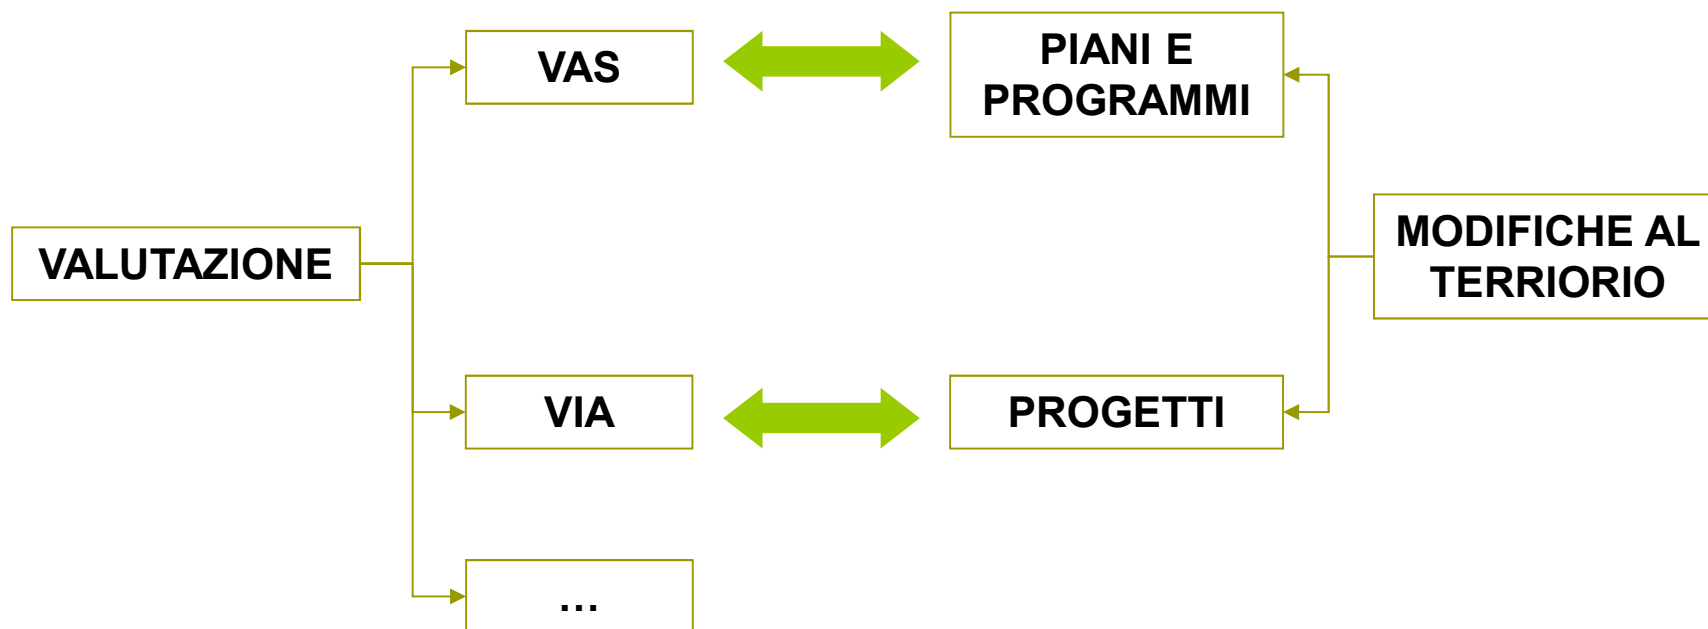 VAS
PIANI E
PROGRAMMI
VALUTAZIONE
MODIFICHE AL
TERRIORIO
VIA
PROGETTI
...